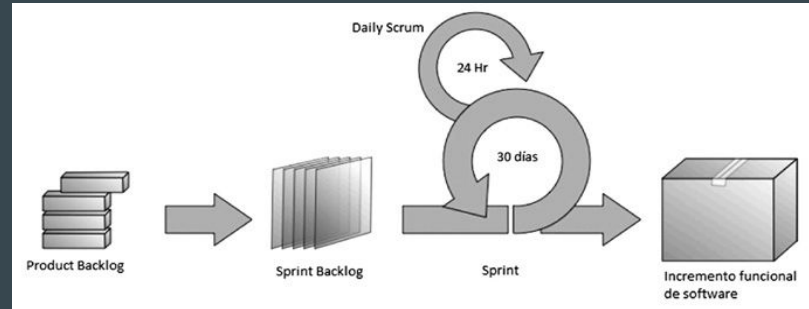 Daily Scrum
24 Hr
30 días
Product Backlog
Sprint Backlog
Sprint
Incremento funcional
de software